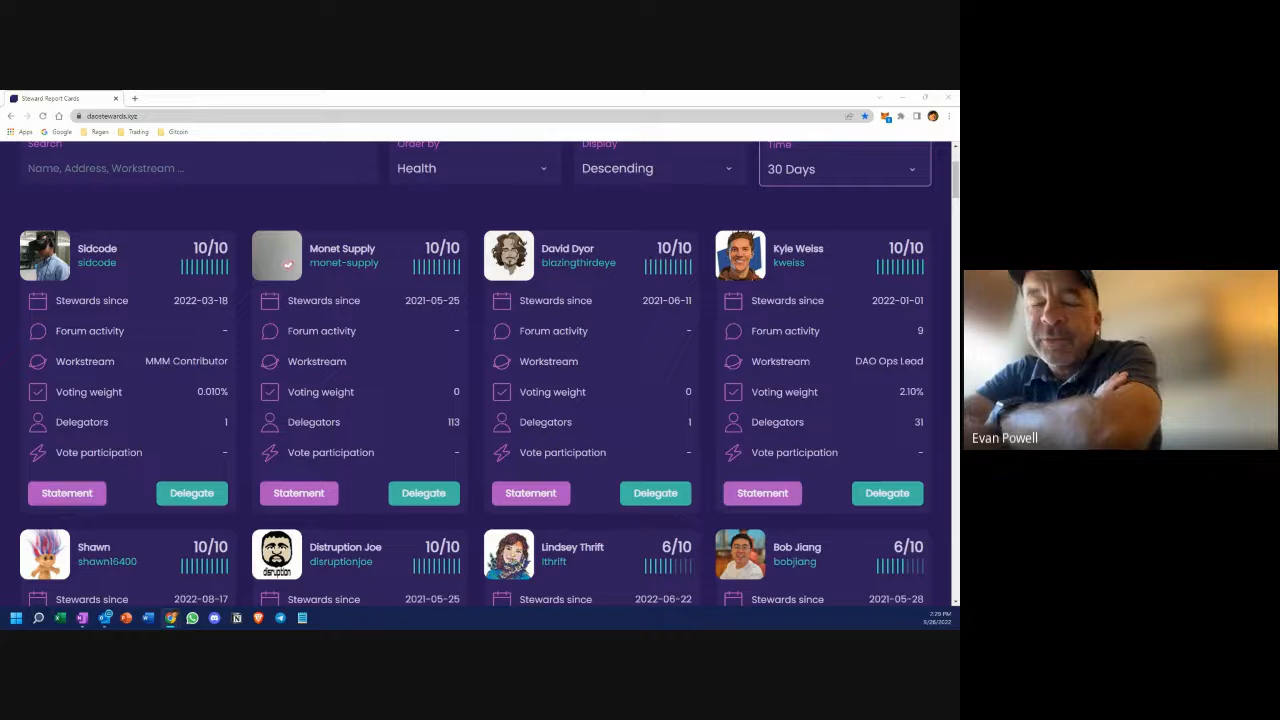 Steward Report Cards
daostewards.xyz
Apps Google Regen Trading Gitcoin
Search Order by Display Time
Name, Address, Workstream ... Health Descending 30 Days
Sidcode 10/10 Monet Supply 10/10 David Dyor 10/10 Kyle Weiss 10/10
sidcode monet-supply blazingthirdeye kweiss
Stewards since 2022-03-18 Stewards since 2021-05-25 Stewards since 2021-06-11 Stewards since 2022-01-01
Forum activity - Forum activity - Forum activity - Forum activity 9
Workstream MMM Contributor Workstream Workstream Workstream DAO Ops Lead
Voting weight 0.010% Voting weight 0 Voting weight 0 Voting weight 2.10%
Delegators 1 Delegators 113 Delegators 1 Delegators 31
Vote participation - Vote participation - Vote participation - Vote participation -
Statement Delegate Statement Delegate Statement Delegate Statement Delegate
Shawn 10/10 Distruption Joe 10/10 Lindsey Thrift 6/10 Bob Jiang 6/10
shawn16400 disruptionjoe lthrift bobjiang
disruption
Stewards since 2022-08-17 Stewards since 2021-05-25 Stewards since 2022-06-22 Stewards since 2021-05-28
2:29 PM
Evan Powell